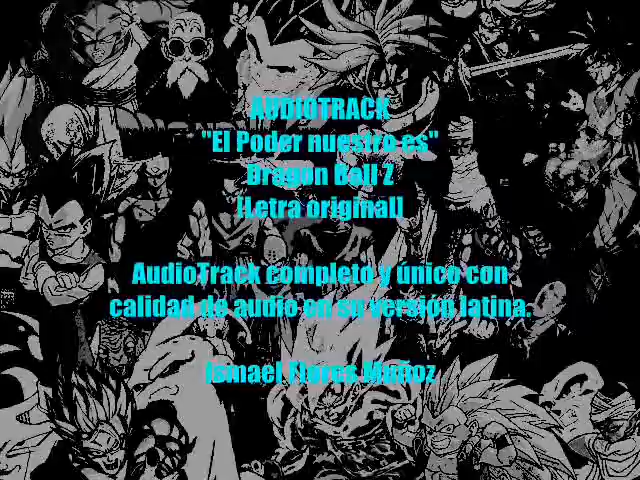 AUDIOTRACK
"El Poder nuestro es"
Dragon Ball Z
[Letra original]
AudioTrack completo y único con
calidad de audio en su versión latina.
Ismael Flores Muñoz